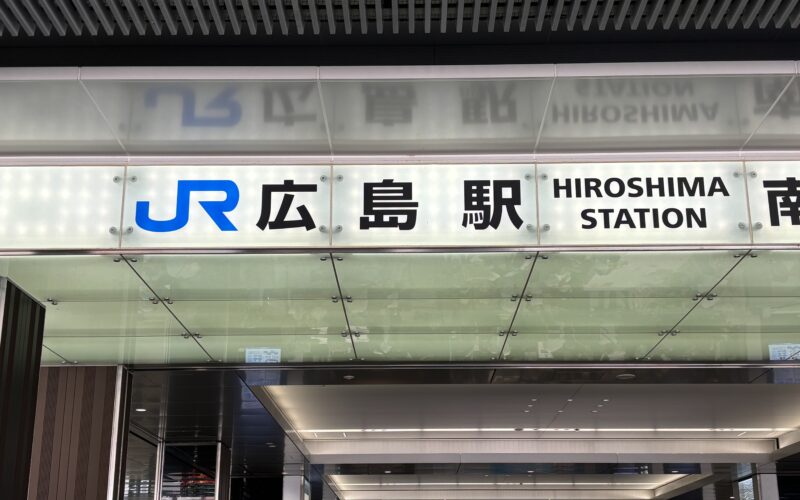 JR 広島駅 HIROSHIMA STATION 南